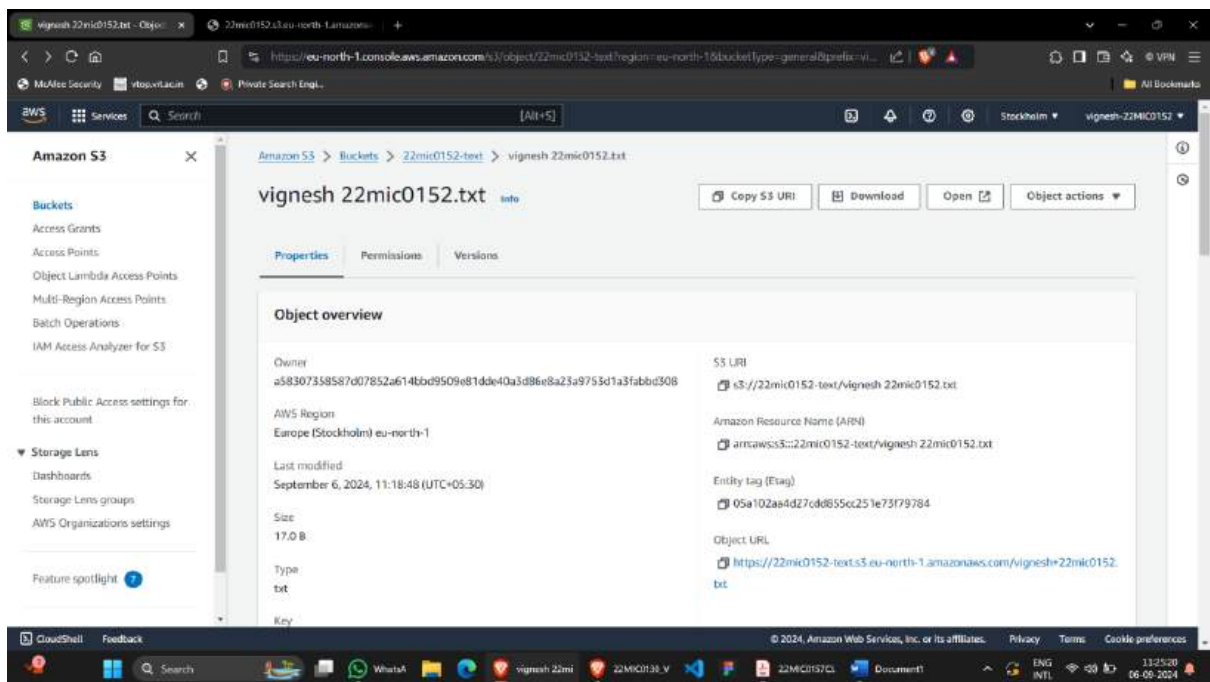 vignesh 22mic0152.txt - Objec
22mic0152.s3.eu-north-1.amazona
https://eu-north-1.console.aws.amazon.com/s3/object/22mic0152-text?region=eu-north-1&bucketType=general&prefix=vi...
VPN
McAfee Security
vtop.vit.ac.in
Private Search Engi...
All Bookmarks
aws
Services
Search
[Alt+S]
Stockholm
vignesh-22MIC0152
Amazon S3
Amazon S3 > Buckets > 22mic0152-text > vignesh 22mic0152.txt
vignesh 22mic0152.txt Info
Copy S3 URI
Download
Open
Object actions
Buckets
Access Grants
Access Points
Object Lambda Access Points
Multi-Region Access Points
Batch Operations
IAM Access Analyzer for S3
Block Public Access settings for
this account
Storage Lens
Dashboards
Storage Lens groups
AWS Organizations settings
Feature spotlight 7
Properties
Permissions
Versions
Object overview
Owner
a58307358587d07852a614bbd9509e81dde40a3d86e8a23a9753d1a3fabbd308
AWS Region
Europe (Stockholm) eu-north-1
Last modified
September 6, 2024, 11:18:48 (UTC+05:30)
Size
17.0 B
Type
txt
Key
S3 URI
s3://22mic0152-text/vignesh 22mic0152.txt
Amazon Resource Name (ARN)
arn:aws:s3:::22mic0152-text/vignesh 22mic0152.txt
Entity tag (Etag)
05a102aa4d27cdd855cc251e73f79784
Object URL
https://22mic0152-text.s3.eu-north-1.amazonaws.com/vignesh+22mic0152.
txt
CloudShell
Feedback
© 2024, Amazon Web Services, Inc. or its affiliates.
Privacy
Terms
Cookie preferences
Search
WhatsA
vignesh 22mi
22MIC0130_V
22MIC0157CL
Document1
ENG
INTL
11:25:20
06-09-2024